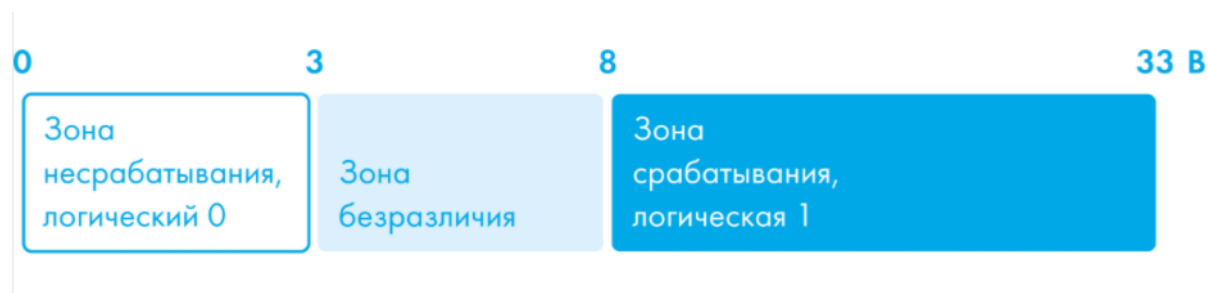 0 3 8 33 В
Зона
несрабатывания,
логический 0
Зона
безразличия
Зона
срабатывания,
логическая 1